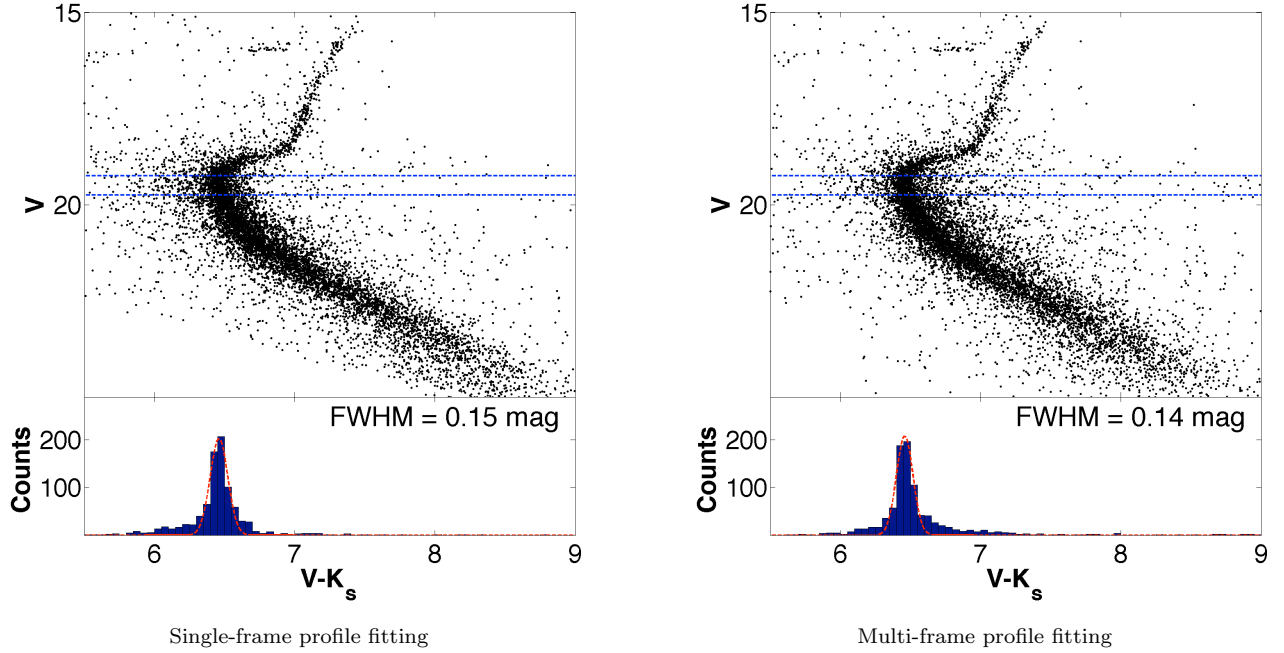 15
V
20
FWHM = 0.15 mag
Counts
200
100
6
7
8
9
V-Ks
Single-frame profile fitting
15
V
20
FWHM = 0.14 mag
Counts
200
100
6
7
8
9
V-Ks
Multi-frame profile fitting